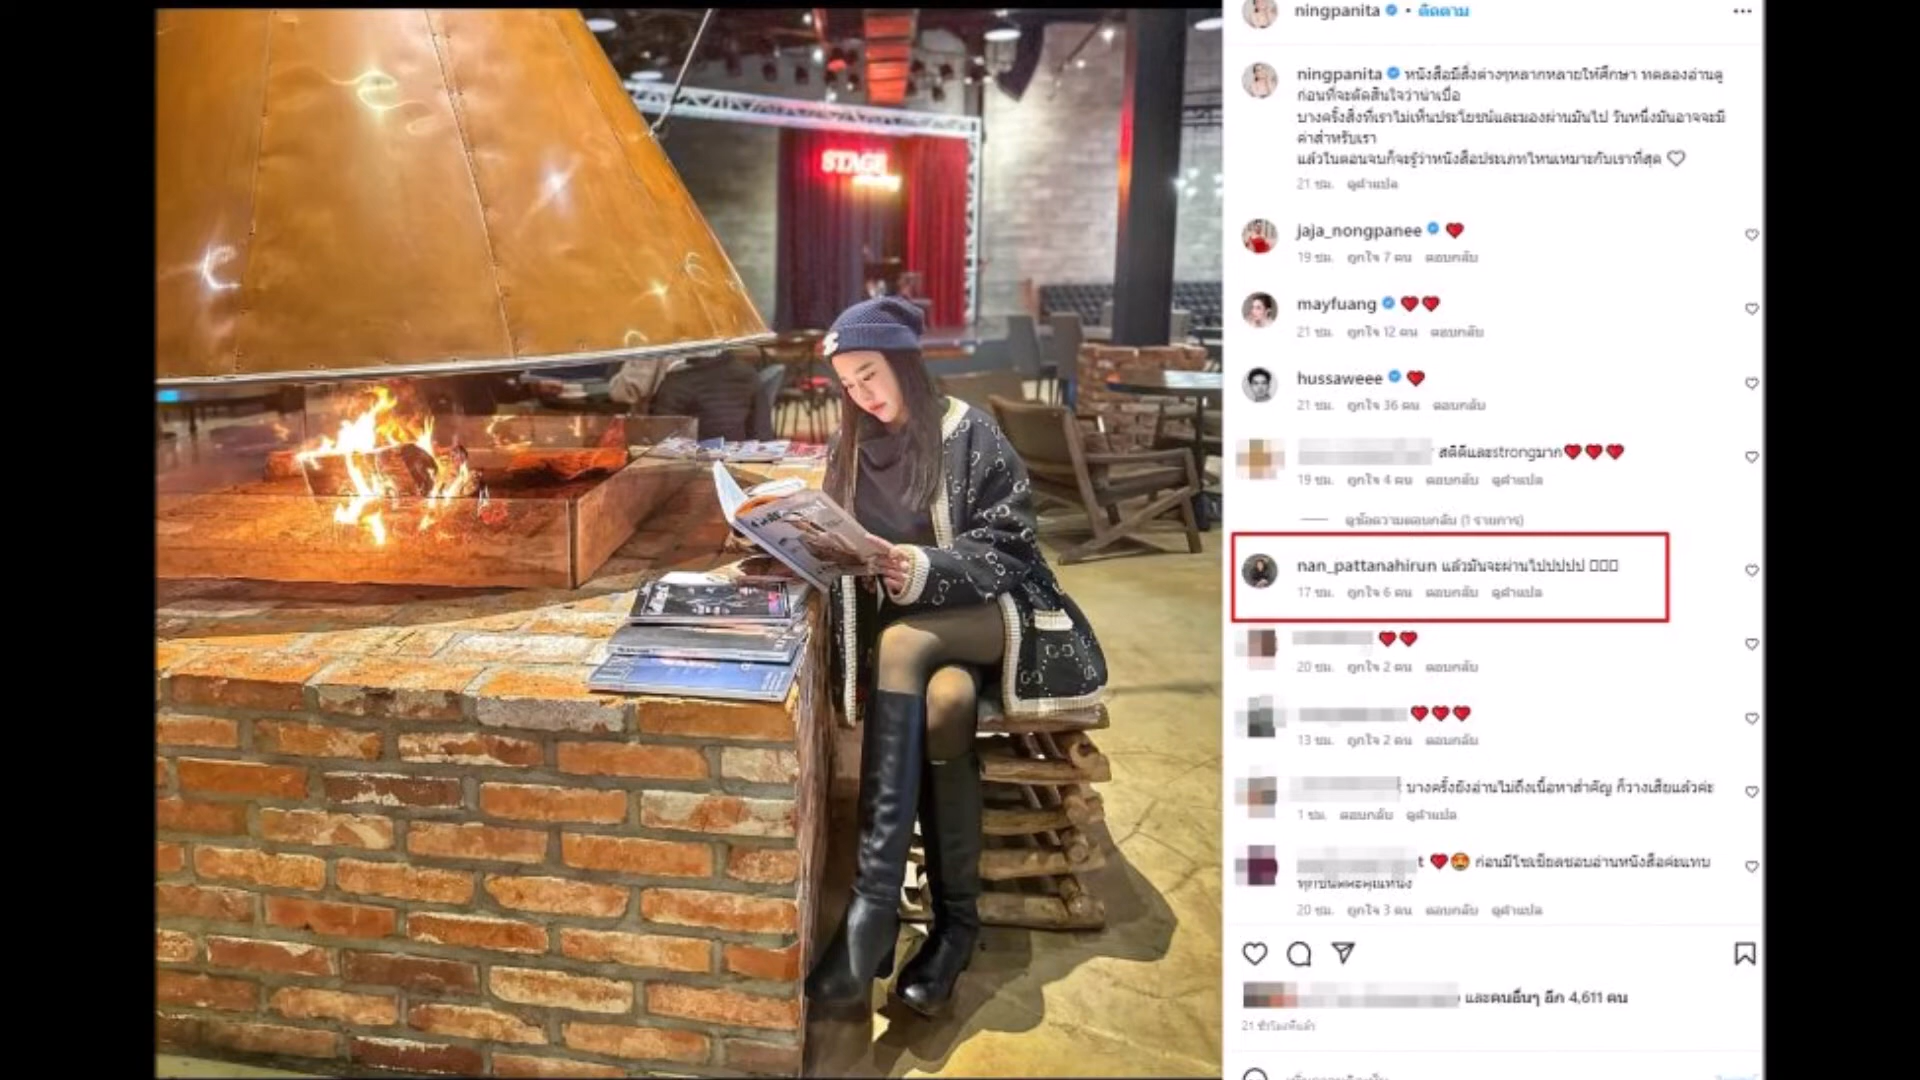 STAGE
ningpanita • ติดตาม
ningpanita หนังสือมีสิ่งต่างๆหลากหลายให้ศึกษา ทดลองอ่านดู
ก่อนที่จะตัดสินใจว่าน่าเบื่อ
บางครั้งสิ่งที่เราไม่เห็นประโยชน์และมองผ่านมันไป วันหนึ่งมันอาจจะมี
ค่าสำหรับเรา
แล้วในตอนจบก็จะรู้ว่าหนังสือประเภทไหนเหมาะกับเราที่สุด
21 ชม. ดูคำแปล
jaja_nongpanee
19 ชม. ถูกใจ 7 คน ตอบกลับ
mayfuang
21 ชม. ถูกใจ 12 คน ตอบกลับ
hussaweee
21 ชม. ถูกใจ 36 คน ตอบกลับ
สติดีและstrongมาก
19 ชม. ถูกใจ 4 คน ตอบกลับ ดูคำแปล
ดูข้อความตอบกลับ (1 รายการ)
nan_pattanahirun แล้วมันจะผ่านไปปปปป
17 ชม. ถูกใจ 6 คน ตอบกลับ ดูคำแปล
20 ชม. ถูกใจ 2 คน ตอบกลับ
13 ชม. ถูกใจ 2 คน ตอบกลับ
บางครั้งยังอ่านไม่ถึงเนื้อหาสำคัญ ก็วางเสียแล้วค่ะ
1 ชม. ตอบกลับ ดูคำแปล
ก่อนมีโซเชียลชอบอ่านหนังสือค่ะแทบ
20 ชม. ถูกใจ 3 คน ตอบกลับ ดูคำแปล
และคนอื่นๆ อีก 4,611 คน
21 ชั่วโมงที่แล้ว